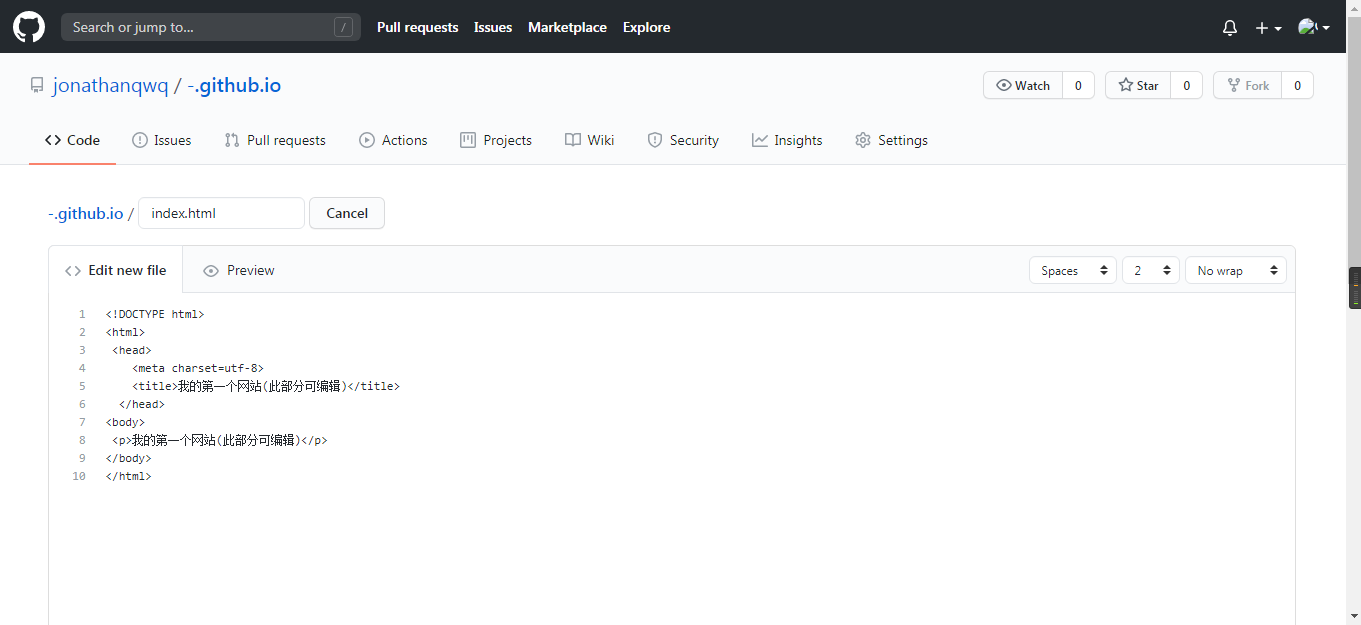 Search or jump to... / Pull requests Issues Marketplace Explore
jonathanqwq / -.github.io Watch 0 Star 0 Fork 0
Code Issues Pull requests Actions Projects Wiki Security Insights Settings
-.github.io / index.html Cancel
Edit new file Preview Spaces 2 No wrap
1 <!DOCTYPE html>
2 <html>
3 <head>
4 <meta charset=utf-8>
5 <title>我的第一个网站(此部分可编辑)</title>
6 </head>
7 <body>
8 <p>我的第一个网站(此部分可编辑)</p>
9 </body>
10 </html>